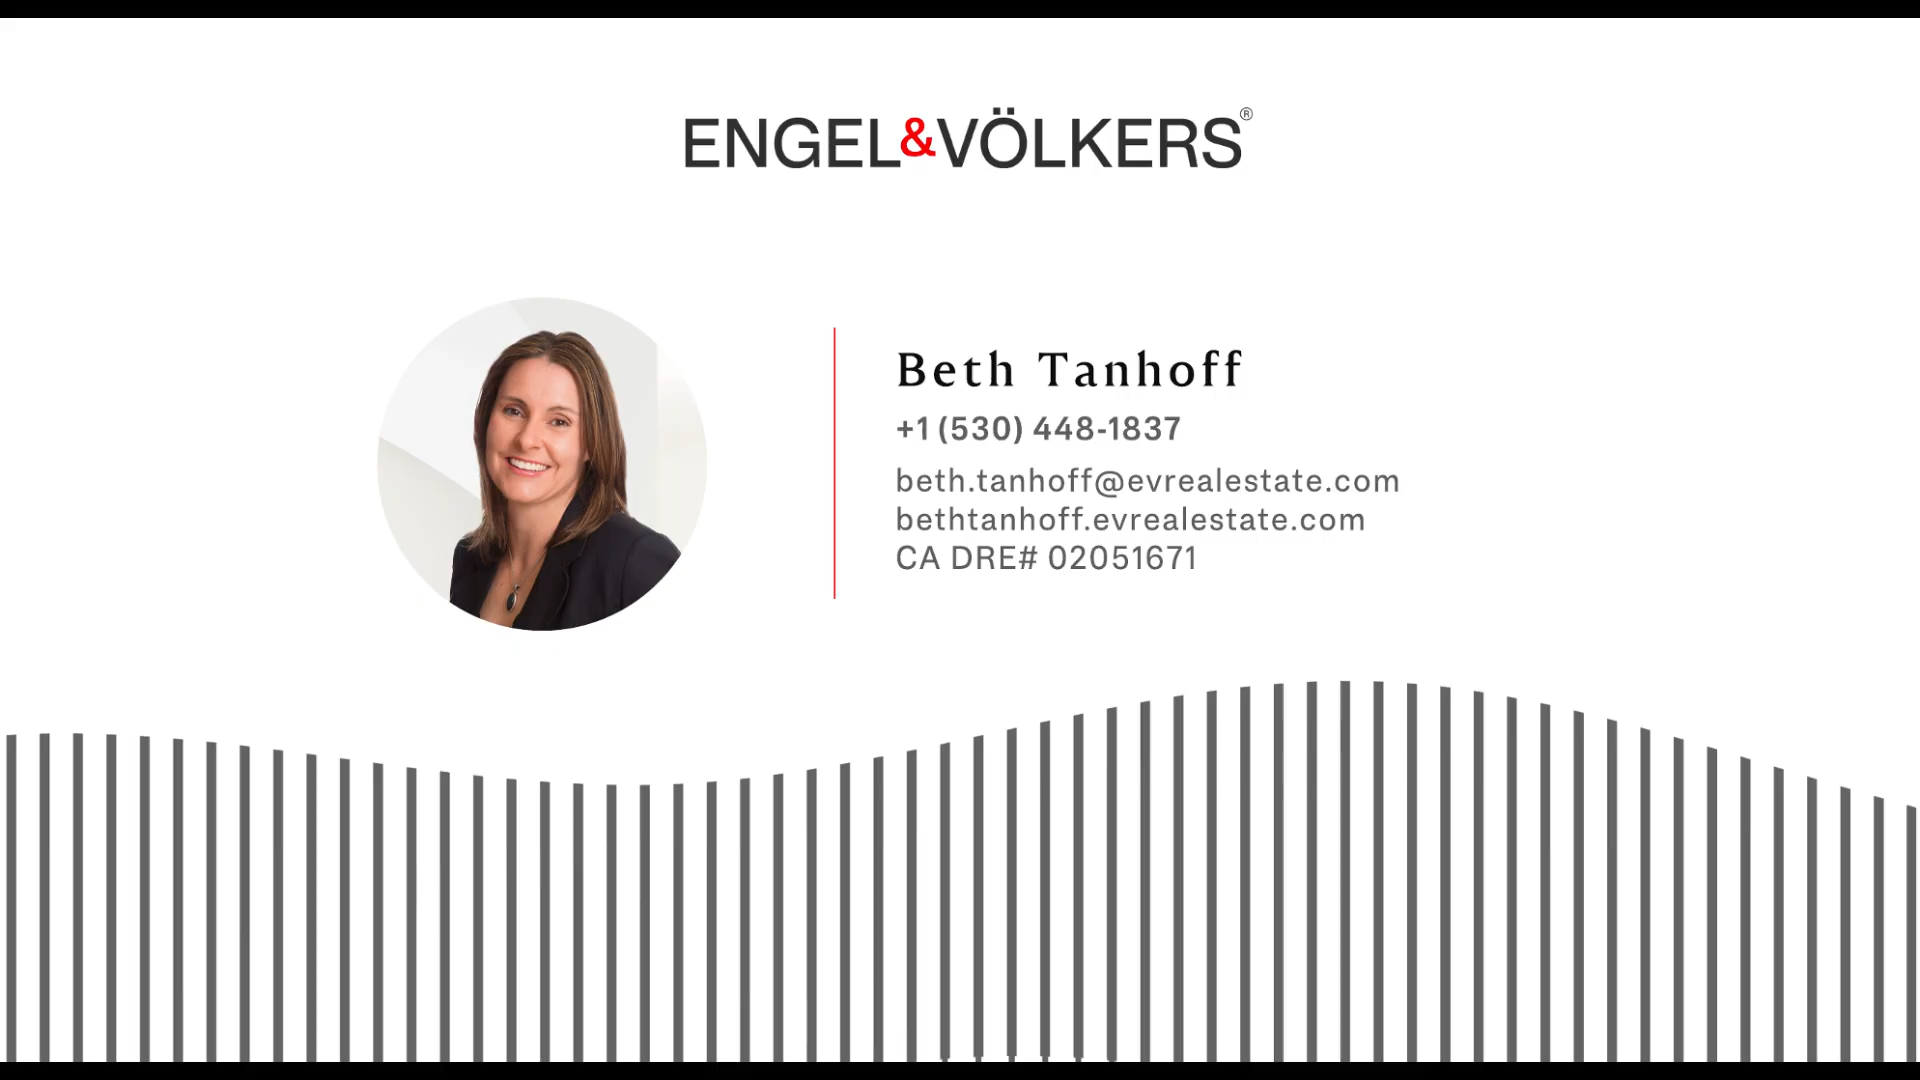 ENGEL&VÖLKERS®
Beth Tanhoff
+1 (530) 448-1837
beth.tanhoff@evrealestate.com
bethtanhoff.evrealestate.com
CA DRE# 02051671